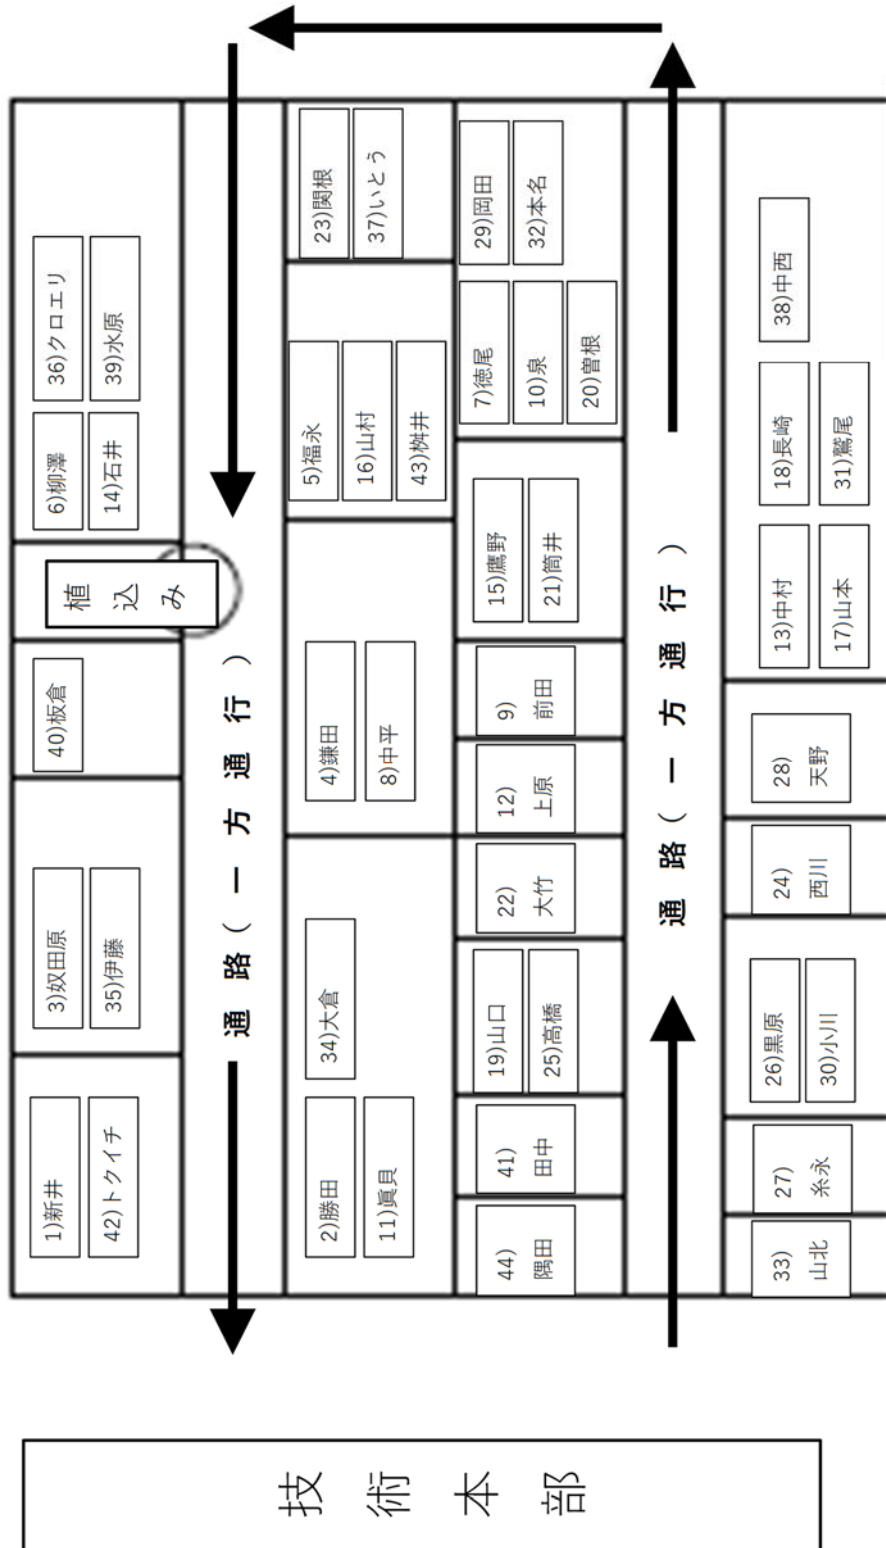 技術本部
1)新井
42)トクイチ
3)奴田原
35)伊藤
40)板倉
植込み
6)柳澤
14)石井
36)クロエリ
39)水原
通路(一方通行)
2)勝田
11)眞貝
34)大倉
4)鎌田
8)中平
5)福永
16)山村
43)桝井
23)関根
37)いとう
44)
隅田
41)
田中
19)山口
25)高橋
22)
大竹
12)
上原
9)
前田
15)鷹野
21)筒井
7)徳尾
10)泉
20)曽根
29)岡田
32)本名
通路(一方通行)
33)
山北
27)
糸永
26)黒原
30)小川
24)
西川
28)
天野
13)中村
17)山本
18)長崎
31)鷲尾
38)中西